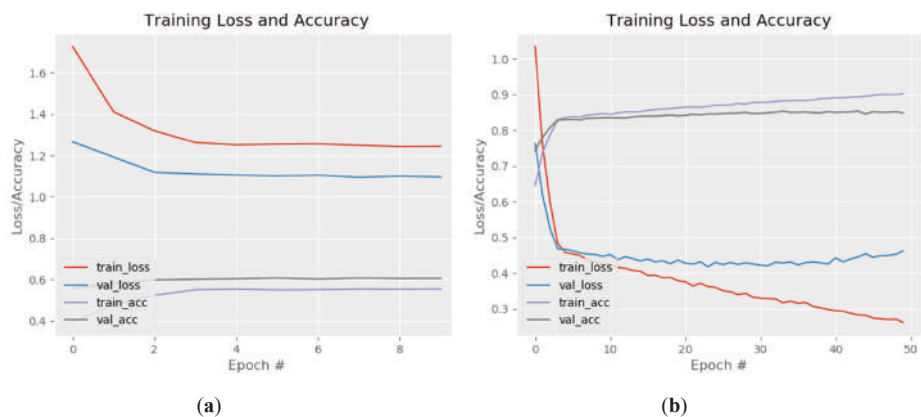 Training Loss and Accuracy
1.6
1.4
1.2
1.0
0.8
0.6
0.4
Loss/Accuracy
train_loss
val_loss
train_acc
val_acc
0 2 4 6 8
Epoch #
(a)
Training Loss and Accuracy
1.0
0.9
0.8
0.7
0.6
0.5
0.4
0.3
Loss/Accuracy
train_loss
val_loss
train_acc
val_acc
0 10 20 30 40 50
Epoch #
(b)